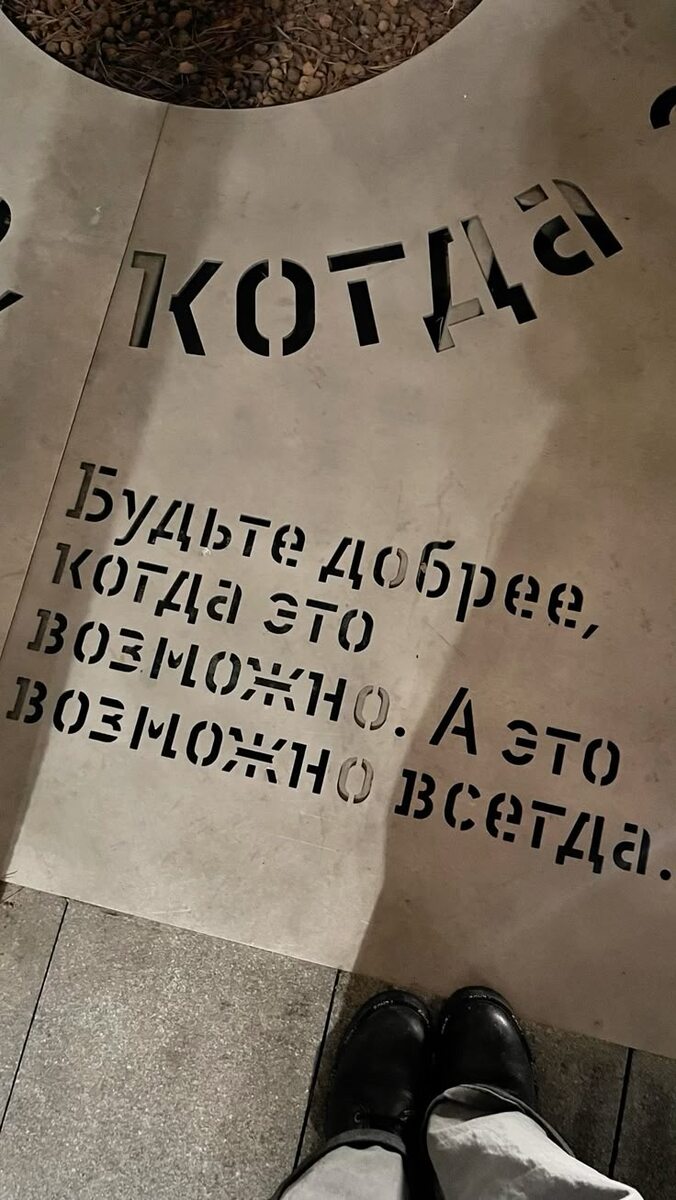 когда
Будьте добрее,
когда это
возможно. А это
возможно всегда.